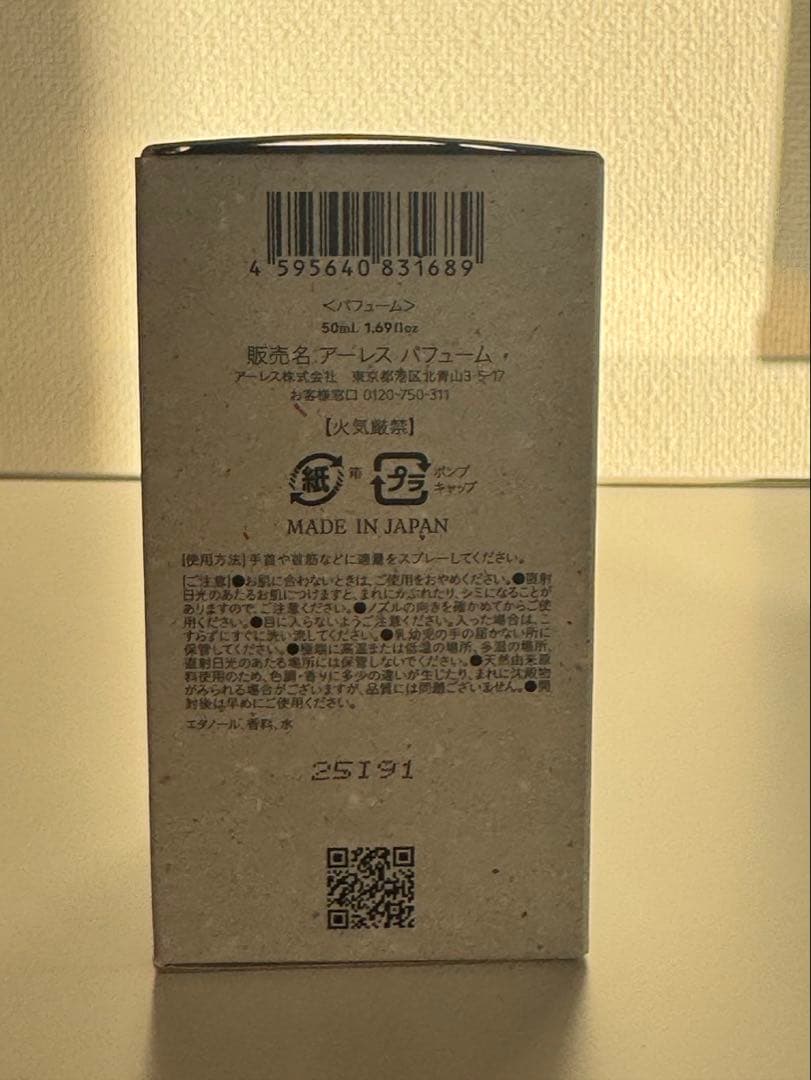 4 595640 831689
<パフューム>
50mL 1.69floz
販売名 アーレス パフューム
アーレス株式会社 東京都港区北青山3-5-17
お客様窓口 0120-750-311
【火気厳禁】
紙 箱 プラ ポンプ
キャップ
MADE IN JAPAN
【使用方法】手首や首筋などに適量をスプレーしてください。
【ご注意】●お肌に合わないときは、ご使用をおやめください。●直射
日光のあたるお肌につけますと、まれにかぶれたり、シミになることが
ありますので、ご注意ください。●ノズルの向きを確かめてからご使
用ください。●目に入らないようご注意ください。入った場合は、こ
すらずにすぐに洗い流してください。●乳幼児の手の届かない所に
保管してください。●極端に高温または低温の場所、多湿の場所、
直射日光のあたる場所には保管しないでください。●天然由来原
料使用のため、色調・香りに多少の違いが生じたり、まれに沈殿物
がみられる場合がございますが、品質には問題ございません。●開
封後は早めにご使用ください。
エタノール、香料、水
25I91